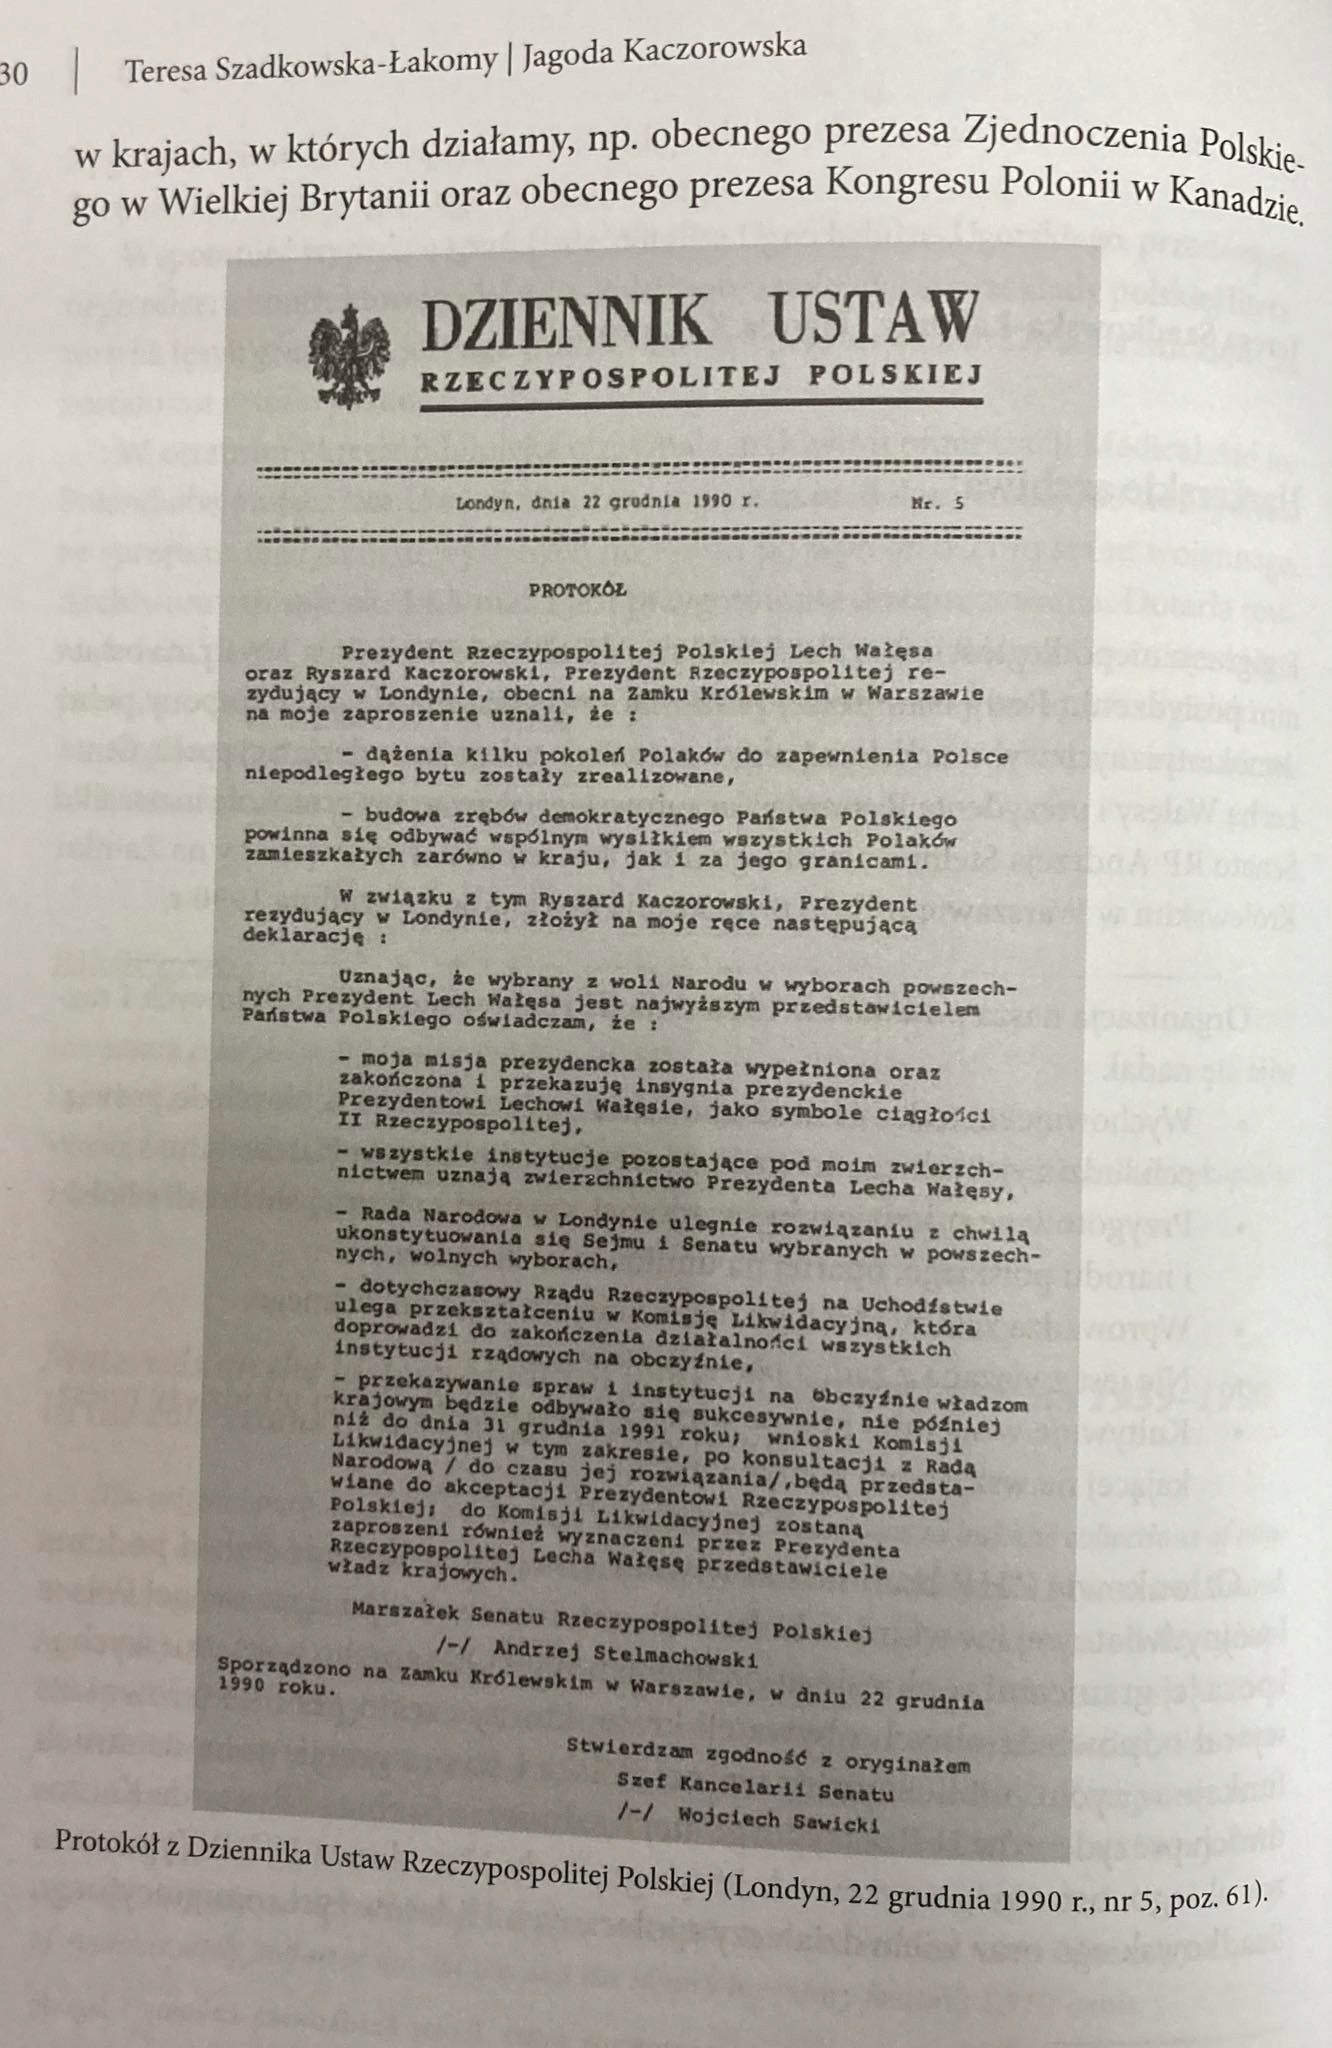 30 | Teresa Szadkowska-Łakomy | Jagoda Kaczorowska
w krajach, w których działamy, np. obecnego prezesa Zjednoczenia Polskie-
go w Wielkiej Brytanii oraz obecnego prezesa Kongresu Polonii w Kanadzie.
DZIENNIK USTAW
RZECZYPOSPOLITEJ POLSKIEJ
Londyn, dnia 22 grudnia 1990 r. Nr. 5
PROTOKÓŁ
Prezydent Rzeczypospolitej Polskiej Lech Wałęsa
oraz Ryszard Kaczorowski, Prezydent Rzeczypospolitej re-
zydujący w Londynie, obecni na Zamku Królewskim w Warszawie
na moje zaproszenie uznali, że :
- dążenia kilku pokoleń Polaków do zapewnienia Polsce
niepodległego bytu zostały zrealizowane,
- budowa zrębów demokratycznego Państwa Polskiego
powinna się odbywać wspólnym wysiłkiem wszystkich Polaków
zamieszkałych zarówno w kraju, jak i za jego granicami.
W związku z tym Ryszard Kaczorowski, Prezydent
rezydujący w Londynie, złożył na moje ręce następującą
deklarację :
Uznając, że wybrany z woli Narodu w wyborach powszech-
nych Prezydent Lech Wałęsa jest najwyższym przedstawicielem
Państwa Polskiego oświadczam, że :
- moja misja prezydencka została wypełniona oraz
zakończona i przekazuję insygnia prezydenckie
Prezydentowi Lechowi Wałęsie, jako symbole ciągłości
II Rzeczypospolitej,
- wszystkie instytucje pozostające pod moim zwierzch-
nictwem uznają zwierzchnictwo Prezydenta Lecha Wałęsy,
- Rada Narodowa w Londynie ulegnie rozwiązaniu z chwilą
ukonstytuowania się Sejmu i Senatu wybranych w powszech-
nych, wolnych wyborach,
- dotychczasowy Rządu Rzeczypospolitej na Uchodźstwie
ulega przekształceniu w Komisję Likwidacyjną, która
doprowadzi do zakończenia działalności wszystkich
instytucji rządowych na obczyźnie,
- przekazywanie spraw i instytucji na obczyźnie władzom
krajowym będzie odbywało się sukcesywnie, nie później
niż do dnia 31 grudnia 1991 roku; wnioski Komisji
Likwidacyjnej w tym zakresie, po konsultacji z Radą
Narodową / do czasu jej rozwiązania/,będą przedsta-
wiane do akceptacji Prezydentowi Rzeczypospolitej
Polskiej; do Komisji Likwidacyjnej zostaną
zaproszeni również wyznaczeni przez Prezydenta
Rzeczypospolitej Lecha Wałęsę przedstawiciele
władz krajowych.
Marszałek Senatu Rzeczypospolitej Polskiej
/-/ Andrzej Stelmachowski
Sporządzono na Zamku Królewskim w Warszawie, w dniu 22 grudnia
1990 roku.
Stwierdzam zgodność z oryginałem
Szef Kancelarii Senatu
/-/ Wojciech Sawicki
Protokół z Dziennika Ustaw Rzeczypospolitej Polskiej (Londyn, 22 grudnia 1990 r., nr 5, poz. 61).